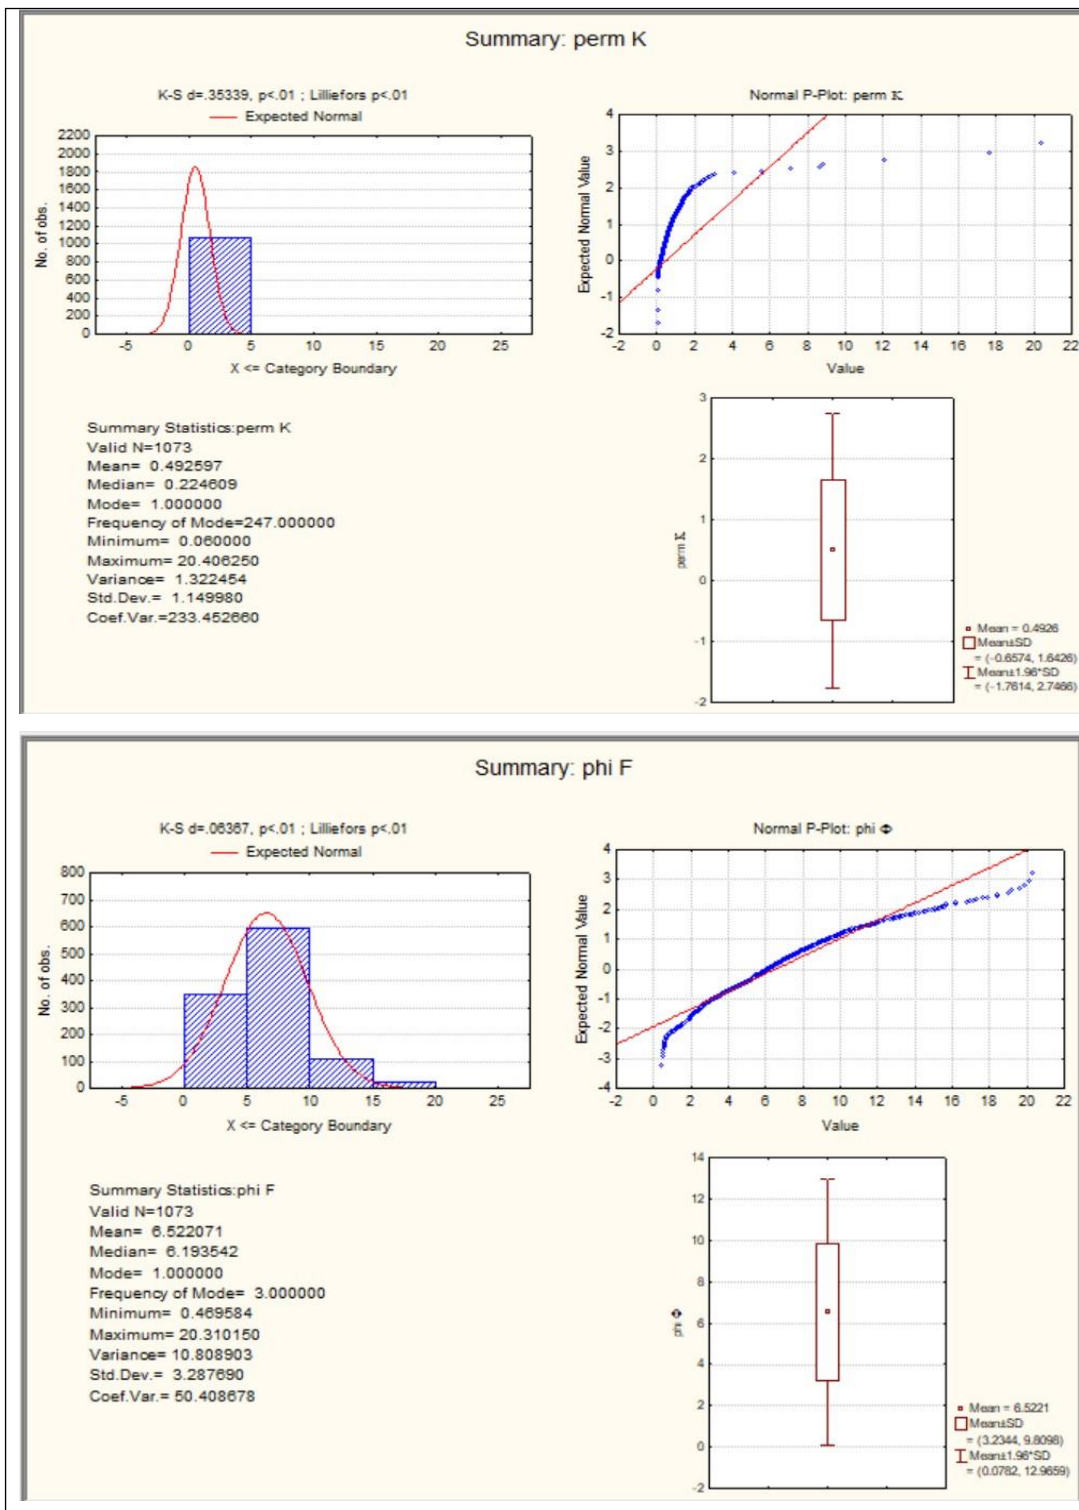 Summary: perm K
K-S d=.35339, p<.01 ; Lilliefors p<.01
Expected Normal
2200
2000
1800
1600
1400
1200
1000
800
600
400
200
0
No. of obs.
-5 0 5 10 15 20 25
X <= Category Boundary
Normal P-Plot: perm K
4
3
2
1
0
-1
-2
Expected Normal Value
-2 0 2 4 6 8 10 12 14 16 18 20 22
Value
Summary Statistics:perm K
Valid N=1073
Mean= 0.492597
Median= 0.224609
Mode= 1.000000
Frequency of Mode=247.000000
Minimum= 0.060000
Maximum= 20.406250
Variance= 1.322454
Std.Dev.= 1.149980
Coef.Var.=233.452660
3
2
1
0
-1
-2
perm K
Mean = 0.4926
Mean±SD
= (-0.6574, 1.6426)
Mean±1.96*SD
= (-1.7614, 2.7466)
Summary: phi F
K-S d=.06367, p<.01 ; Lilliefors p<.01
Expected Normal
800
700
600
500
400
300
200
100
0
No. of obs.
-5 0 5 10 15 20 25
X <= Category Boundary
Normal P-Plot: phi Φ
4
3
2
1
0
-1
-2
-3
-4
Expected Normal Value
-2 0 2 4 6 8 10 12 14 16 18 20 22
Value
Summary Statistics:phi F
Valid N=1073
Mean= 6.522071
Median= 6.193542
Mode= 1.000000
Frequency of Mode= 3.000000
Minimum= 0.469584
Maximum= 20.310150
Variance= 10.808903
Std.Dev.= 3.287690
Coef.Var.= 50.408678
14
12
10
8
6
4
2
0
-2
phi Φ
Mean = 6.5221
Mean±SD
= (3.2344, 9.8098)
Mean±1.96*SD
= (0.0782, 12.9659)